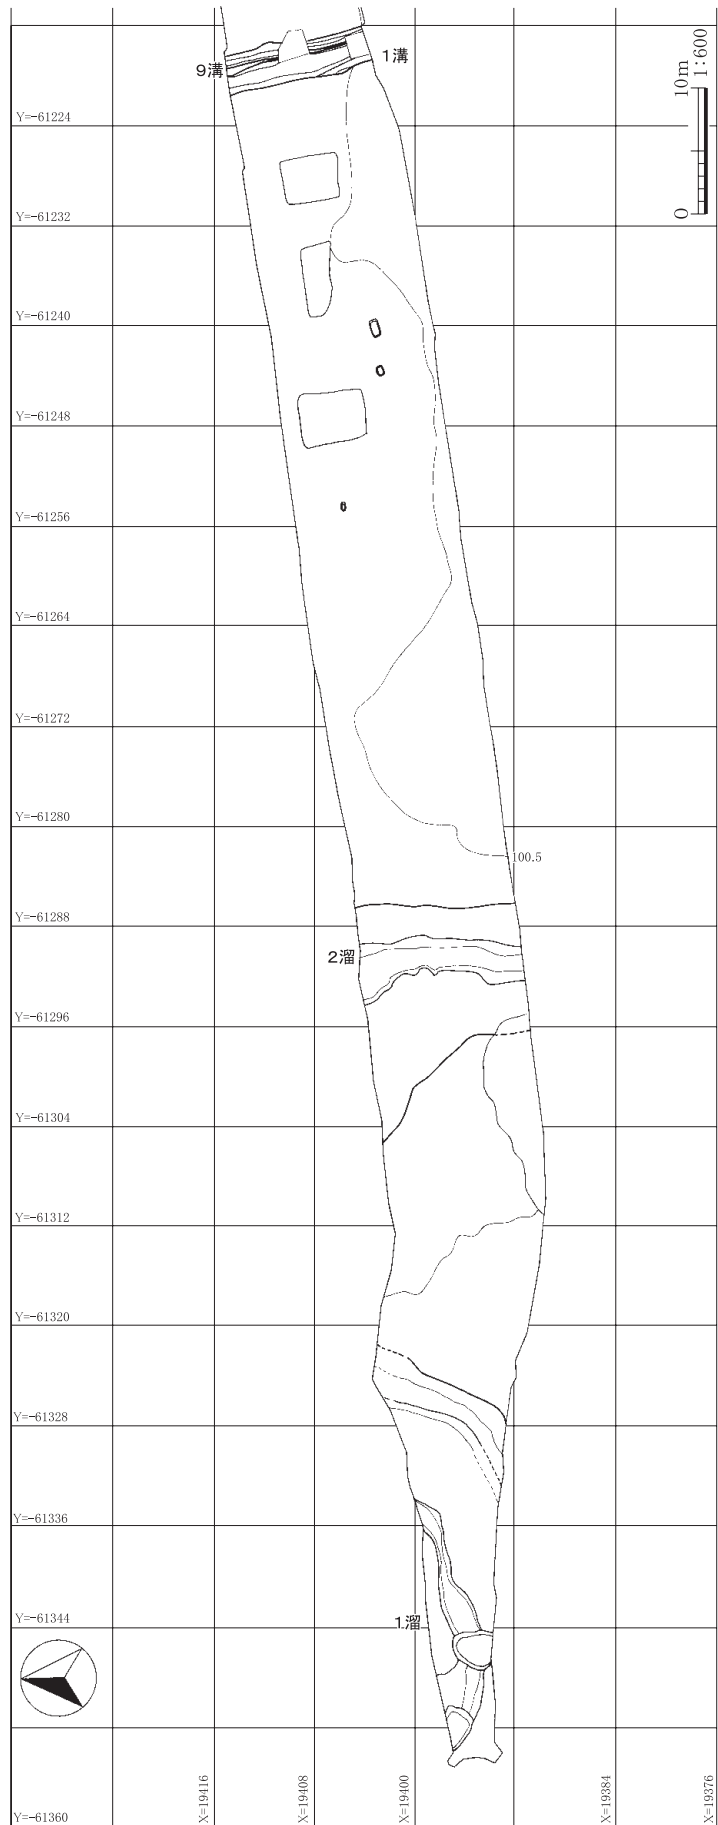 9溝
1溝
10m
1:600
0
Y=-61224
Y=-61232
Y=-61240
Y=-61248
Y=-61256
Y=-61264
Y=-61272
Y=-61280
100.5
Y=-61288
2溜
Y=-61296
Y=-61304
Y=-61312
Y=-61320
Y=-61328
Y=-61336
Y=-61344
1溜
X=19416
X=19408
X=19400
X=19384
X=19376
Y=-61360